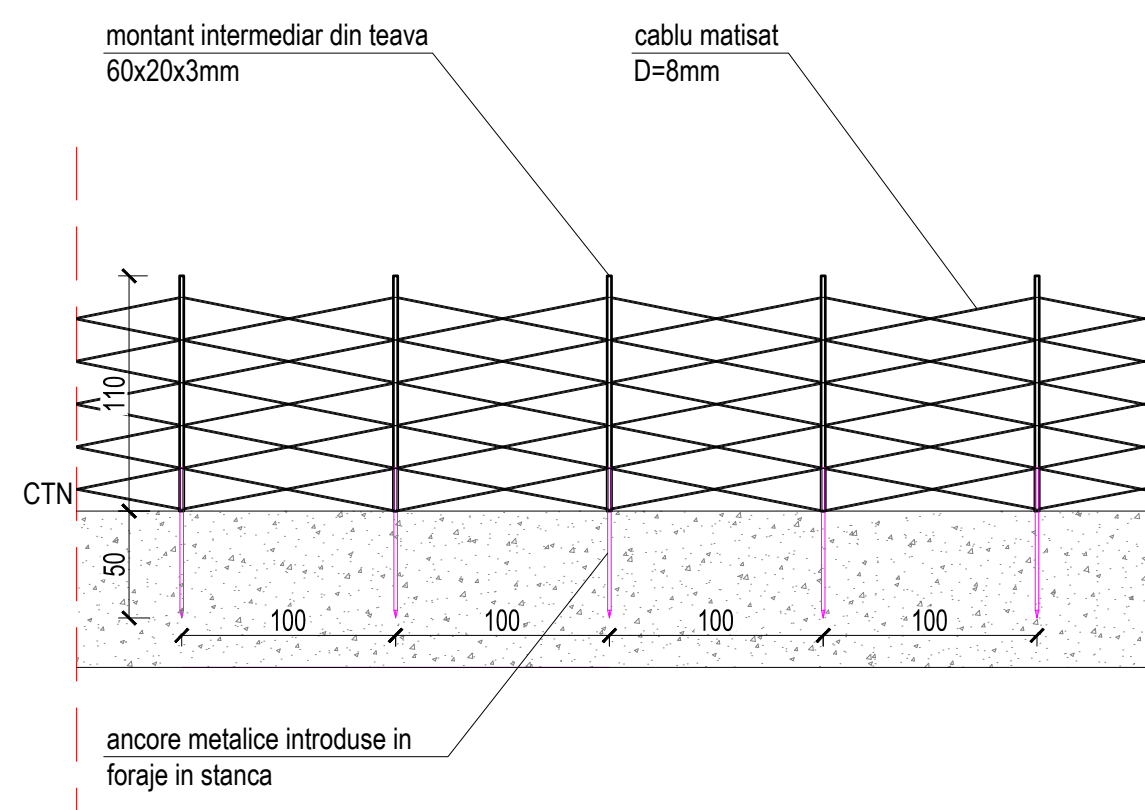 montant intermediar din teava
60x20x3mm
cablu matisat
D=8mm
110
CTN
50
100
100
100
100
ancore metalice introduse in
foraje in stanca